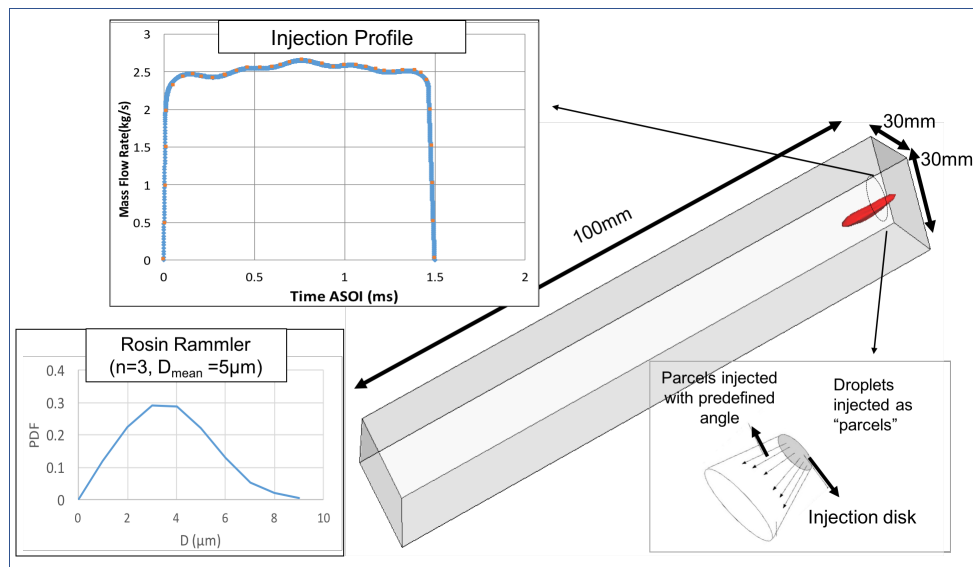 Injection Profile
3
2.5
2
1.5
1
0.5
0
Mass Flow Rate(kg/s)
0
0.5
1
1.5
2
Time ASOI (ms)
30mm
30mm
100mm
Rosin Rammler
(n=3, Dmean =5µm)
0.4
0.3
0.2
0.1
0
PDF
0
2
4
6
8
10
D (µm)
Parcels injected
with predefined
angle
Droplets
injected as
“parcels”
Injection disk